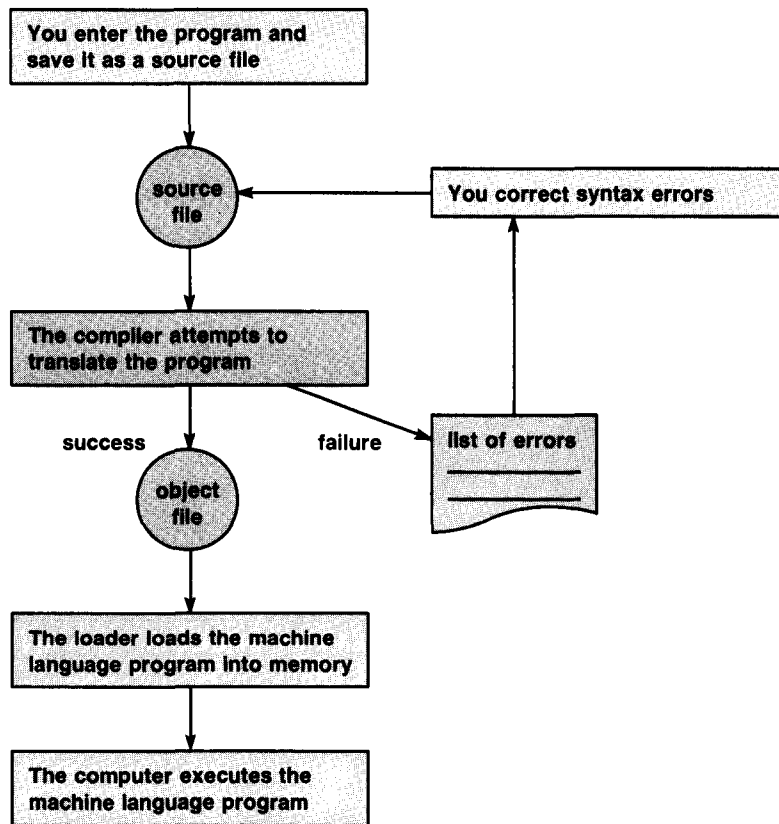 You enter the program and
save it as a source file
source
file
You correct syntax errors
The compiler attempts to
translate the program
success
failure
list of errors
object
file
The loader loads the machine
language program into memory
The computer executes the
machine language program